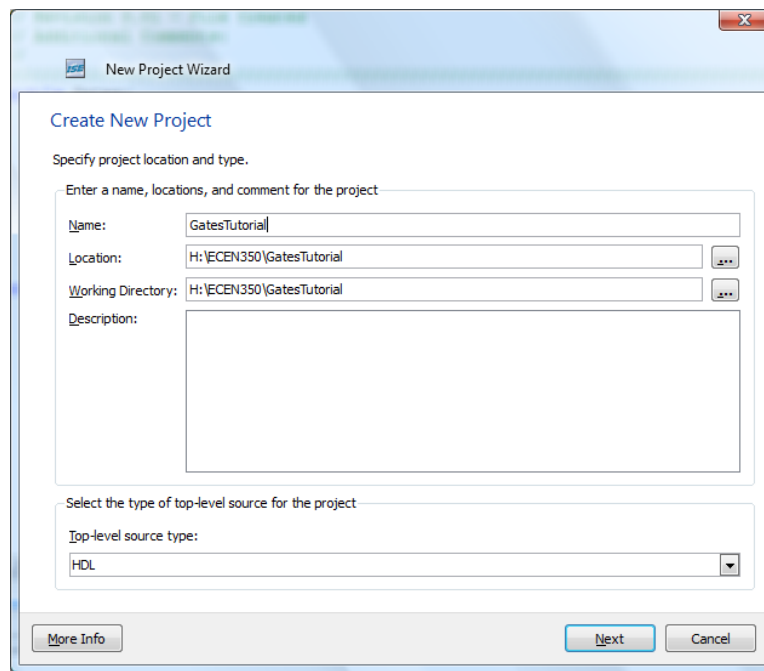 ISE New Project Wizard
Create New Project
Specify project location and type.
Enter a name, locations, and comment for the project
Name: GatesTutorial
Location: H:\ECEN350\GatesTutorial ...
Working Directory: H:\ECEN350\GatesTutorial ...
Description:
Select the type of top-level source for the project
Top-level source type:
HDL
More Info Next Cancel